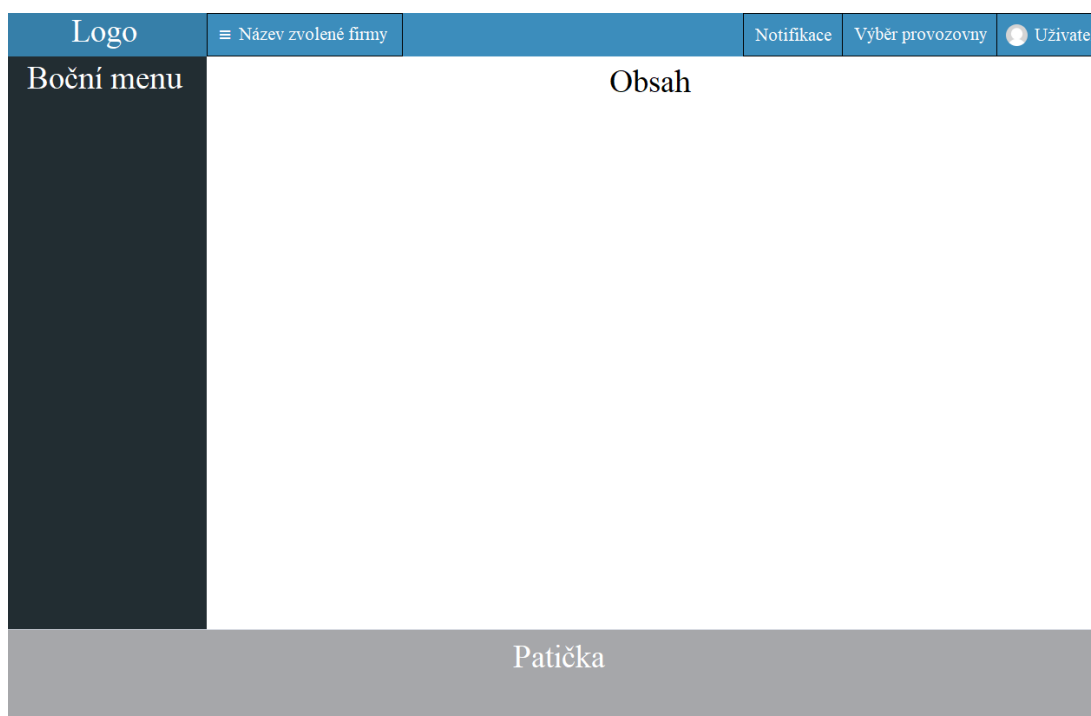 Logo
≡ Název zvolené firmy
Notifikace
Výběr provozovny
Uživate
Boční menu
Obsah
Patička